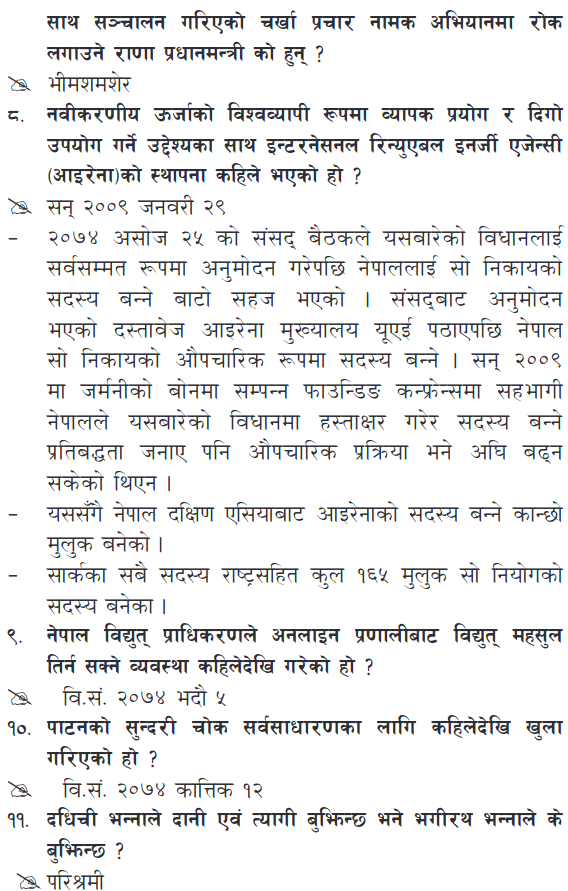 साथ सञ्चालन गरिएको चर्खा प्रचार नामक अभियानमा रोक
लगाउने राणा प्रधानमन्त्री को हुन् ?
भीमशमशेर
८. नवीकरणीय ऊर्जाको विश्वव्यापी रूपमा व्यापक प्रयोग र दिगो
उपयोग गर्ने उद्देश्यका साथ इन्टरनेसनल रिन्युएबल इनर्जी एजेन्सी
(आइरेना)को स्थापना कहिले भएको हो ?
सन् २००९ जनवरी २९
– २०७४ असोज २५ को संसद् बैठकले यसबारेको विधानलाई
सर्वसम्मत रूपमा अनुमोदन गरेपछि नेपाललाई सो निकायको
सदस्य बन्ने बाटो सहज भएको । संसद्बाट अनुमोदन
भएको दस्तावेज आइरेना मुख्यालय यूएई पठाएपछि नेपाल
सो निकायको औपचारिक रूपमा सदस्य बन्ने । सन् २००९
मा जर्मनीको बोनमा सम्पन्न फाउन्डिङ कन्फ्रेन्समा सहभागी
नेपालले यसबारेको विधानमा हस्ताक्षर गरेर सदस्य बन्ने
प्रतिबद्धता जनाए पनि औपचारिक प्रक्रिया भने अघि बढ्न
सकेको थिएन ।
– यससँगै नेपाल दक्षिण एसियाबाट आइरेनाको सदस्य बन्ने कान्छो
मुलुक बनेको ।
– सार्कका सबै सदस्य राष्ट्रसहित कुल १६५ मुलुक सो नियोगको
सदस्य बनेका ।
९. नेपाल विद्युत् प्राधिकरणले अनलाइन प्रणालीबाट विद्युत् महसुल
तिर्न सक्ने व्यवस्था कहिलेदेखि गरेको हो ?
वि.सं. २०७४ भदौ ५
१०. पाटनको सुन्दरी चोक सर्वसाधारणका लागि कहिलेदेखि खुला
गरिएको हो ?
वि.सं. २०७४ कात्तिक १२
११. दधिची भन्नाले दानी एवं त्यागी बुझिन्छ भने भगीरथ भन्नाले के
बुझिन्छ ?
परिश्रमी